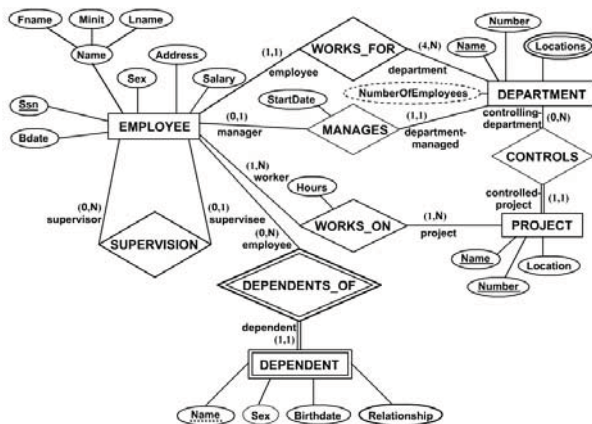 Fname
Minit
Lname
Number
(1,1)
WORKS_FOR
(4,N)
Name
Locations
Name
Address
employee
department
Sex
Salary
StartDate
NumberOfEmployees
DEPARTMENT
Ssn
EMPLOYEE
(0,1)
manager
MANAGES
(1,1)
department-
managed
controlling-
department
(0,N)
Bdate
CONTROLS
(1,N)
worker
Hours
(0,N)
supervisor
(0,1)
supervisee
controlled-
project
(1,1)
SUPERVISION
(0,N)
employee
WORKS_ON
(1,N)
project
PROJECT
DEPENDENTS_OF
Name
Location
Number
dependent
(1,1)
DEPENDENT
Name
Sex
Birthdate
Relationship